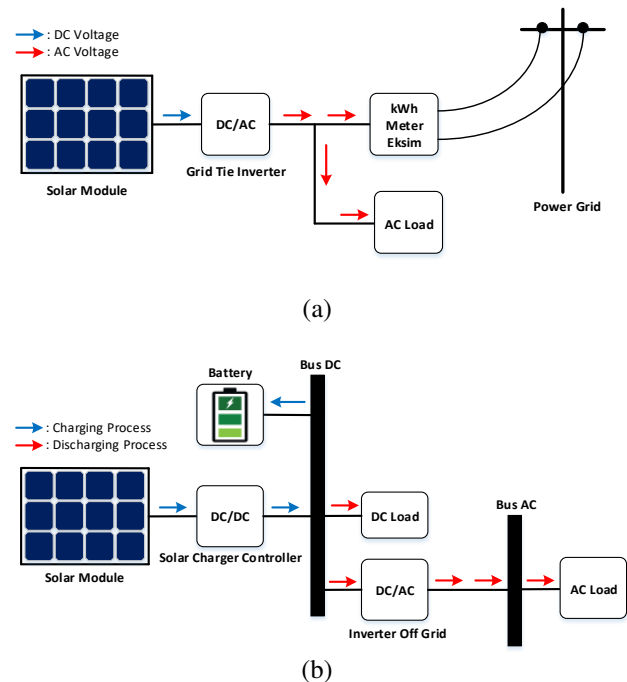 : DC Voltage
: AC Voltage
DC/AC
kWh
Meter
Eksim
Grid Tie Inverter
Solar Module
Power Grid
AC Load
(a)
Bus DC
Battery
: Charging Process
: Discharging Process
DC/DC
DC Load
Bus AC
Solar Charger Controller
Solar Module
DC/AC
AC Load
Inverter Off Grid
(b)